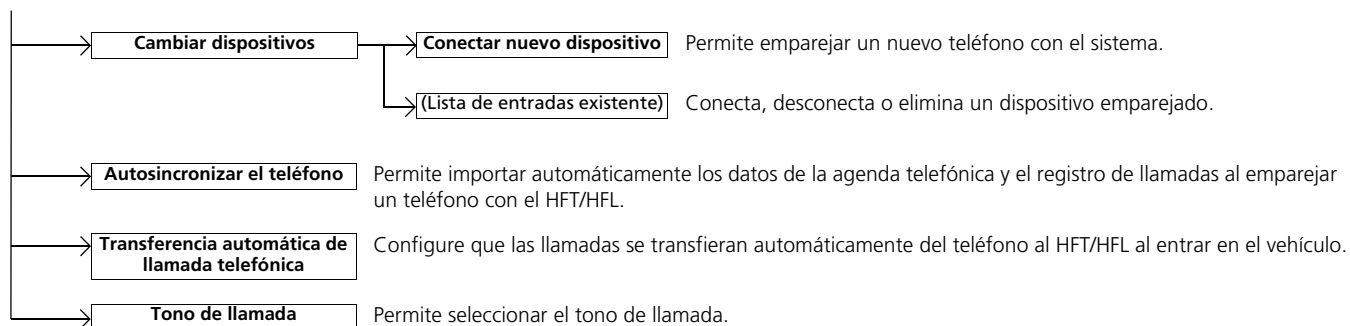 Cambiar dispositivos
Conectar nuevo dispositivo
Permite emparejar un nuevo teléfono con el sistema.
(Lista de entradas existente)
Conecta, desconecta o elimina un dispositivo emparejado.
Autosincronizar el teléfono
Permite importar automáticamente los datos de la agenda telefónica y el registro de llamadas al emparejar
un teléfono con el HFT/HFL.
Transferencia automática de
llamada telefónica
Configure que las llamadas se transfieran automáticamente del teléfono al HFT/HFL al entrar en el vehículo.
Tono de llamada
Permite seleccionar el tono de llamada.